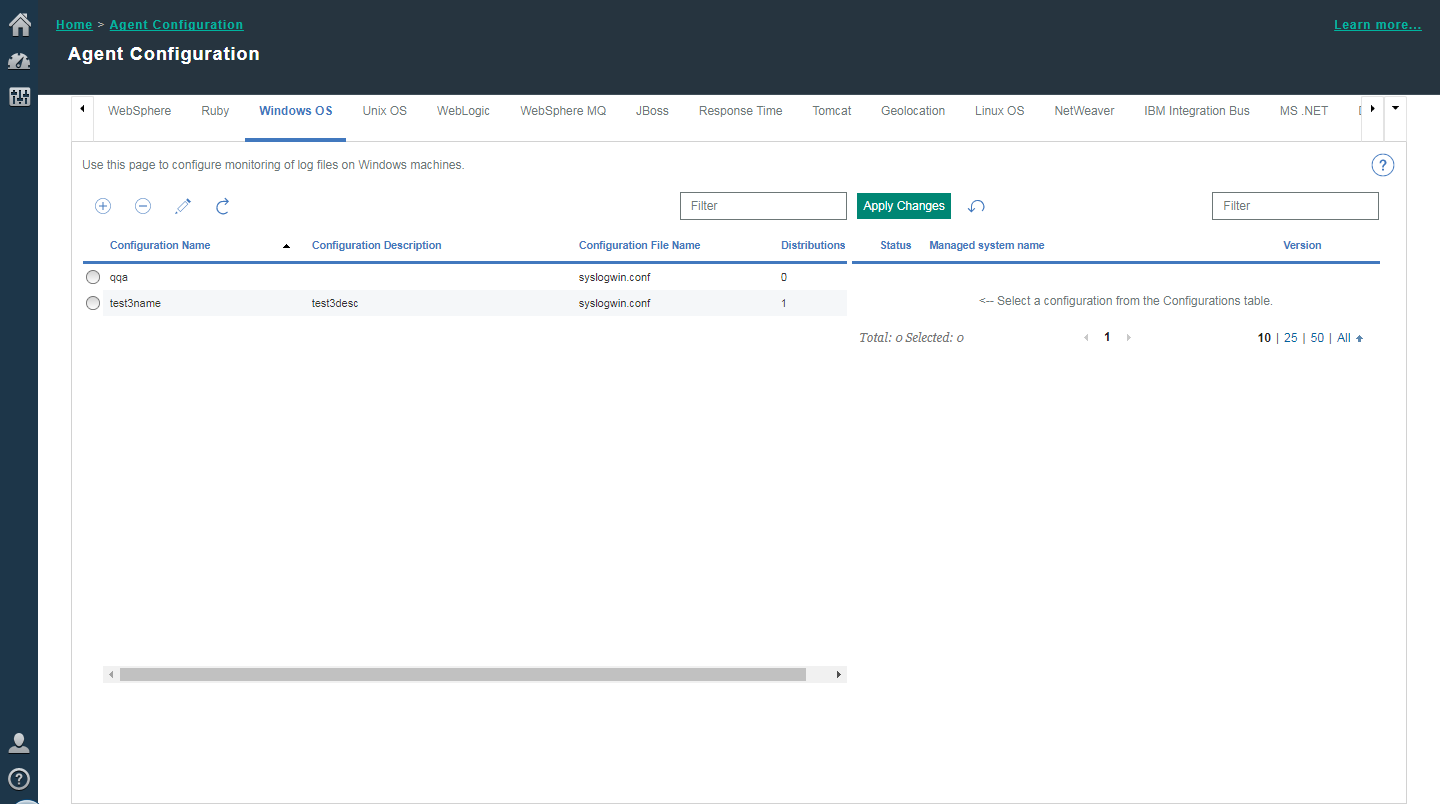 Home > Agent Configuration
Learn more...
Agent Configuration
WebSphere Ruby Windows OS Unix OS WebLogic WebSphere MQ JBoss Response Time Tomcat Geolocation Linux OS NetWeaver IBM Integration Bus MS .NET
Use this page to configure monitoring of log files on Windows machines.
?
Filter Apply Changes Filter
Configuration Name Configuration Description Configuration File Name Distributions Status Managed system name Version
qqa syslogwin.conf 0
test3name test3desc syslogwin.conf 1
<-- Select a configuration from the Configurations table.
Total: 0 Selected: 0 1 10 | 25 | 50 | All
?